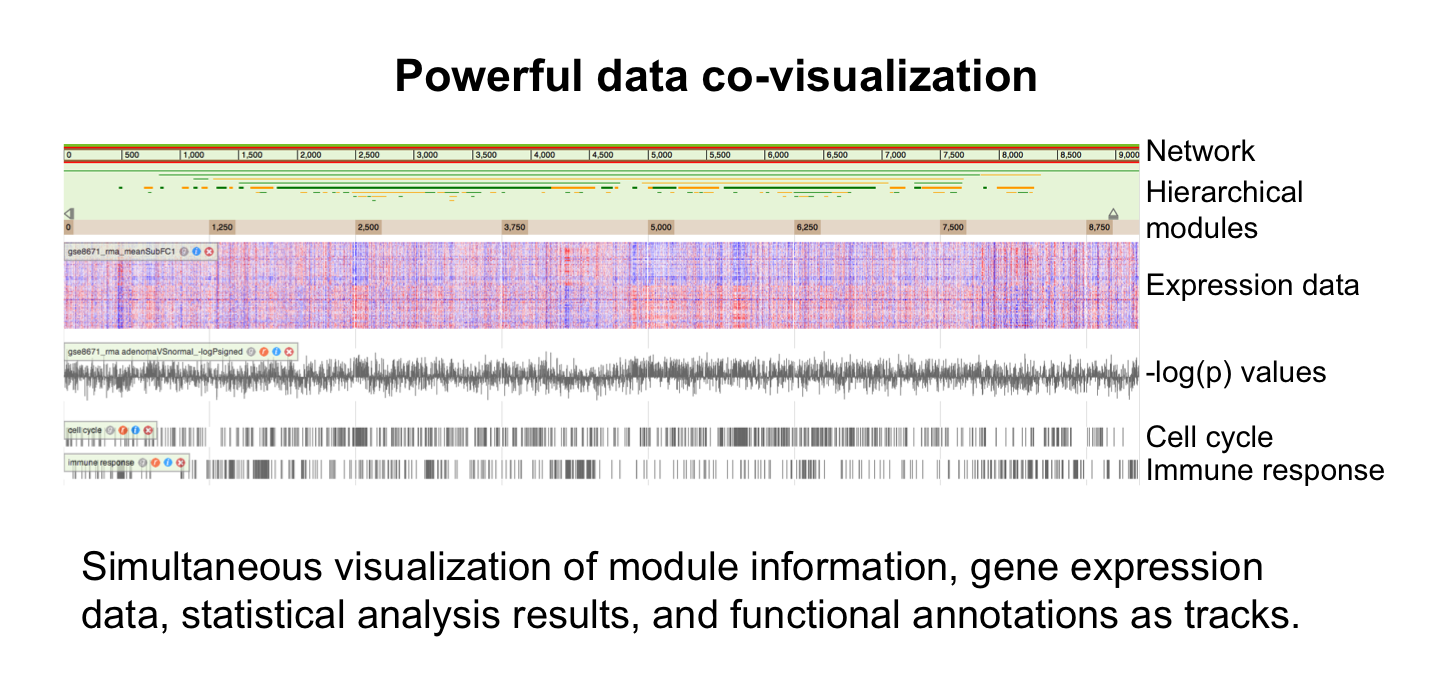 Powerful data co-visualization
0 500 1,000 1,500 2,000 2,500 3,000 3,500 4,000 4,500 5,000 5,500 6,000 6,500 7,000 7,500 8,000 8,500 9,000
Network
Hierarchical
modules
0 1,250 2,500 3,750 5,000 6,250 7,500 8,750
gse8671_rma_meanSubFC1
Expression data
gse8671_rma adenomaVSnormal_-logPsigned
-log(p) values
cell cycle
Cell cycle
immune response
Immune response
Simultaneous visualization of module information, gene expression
data, statistical analysis results, and functional annotations as tracks.